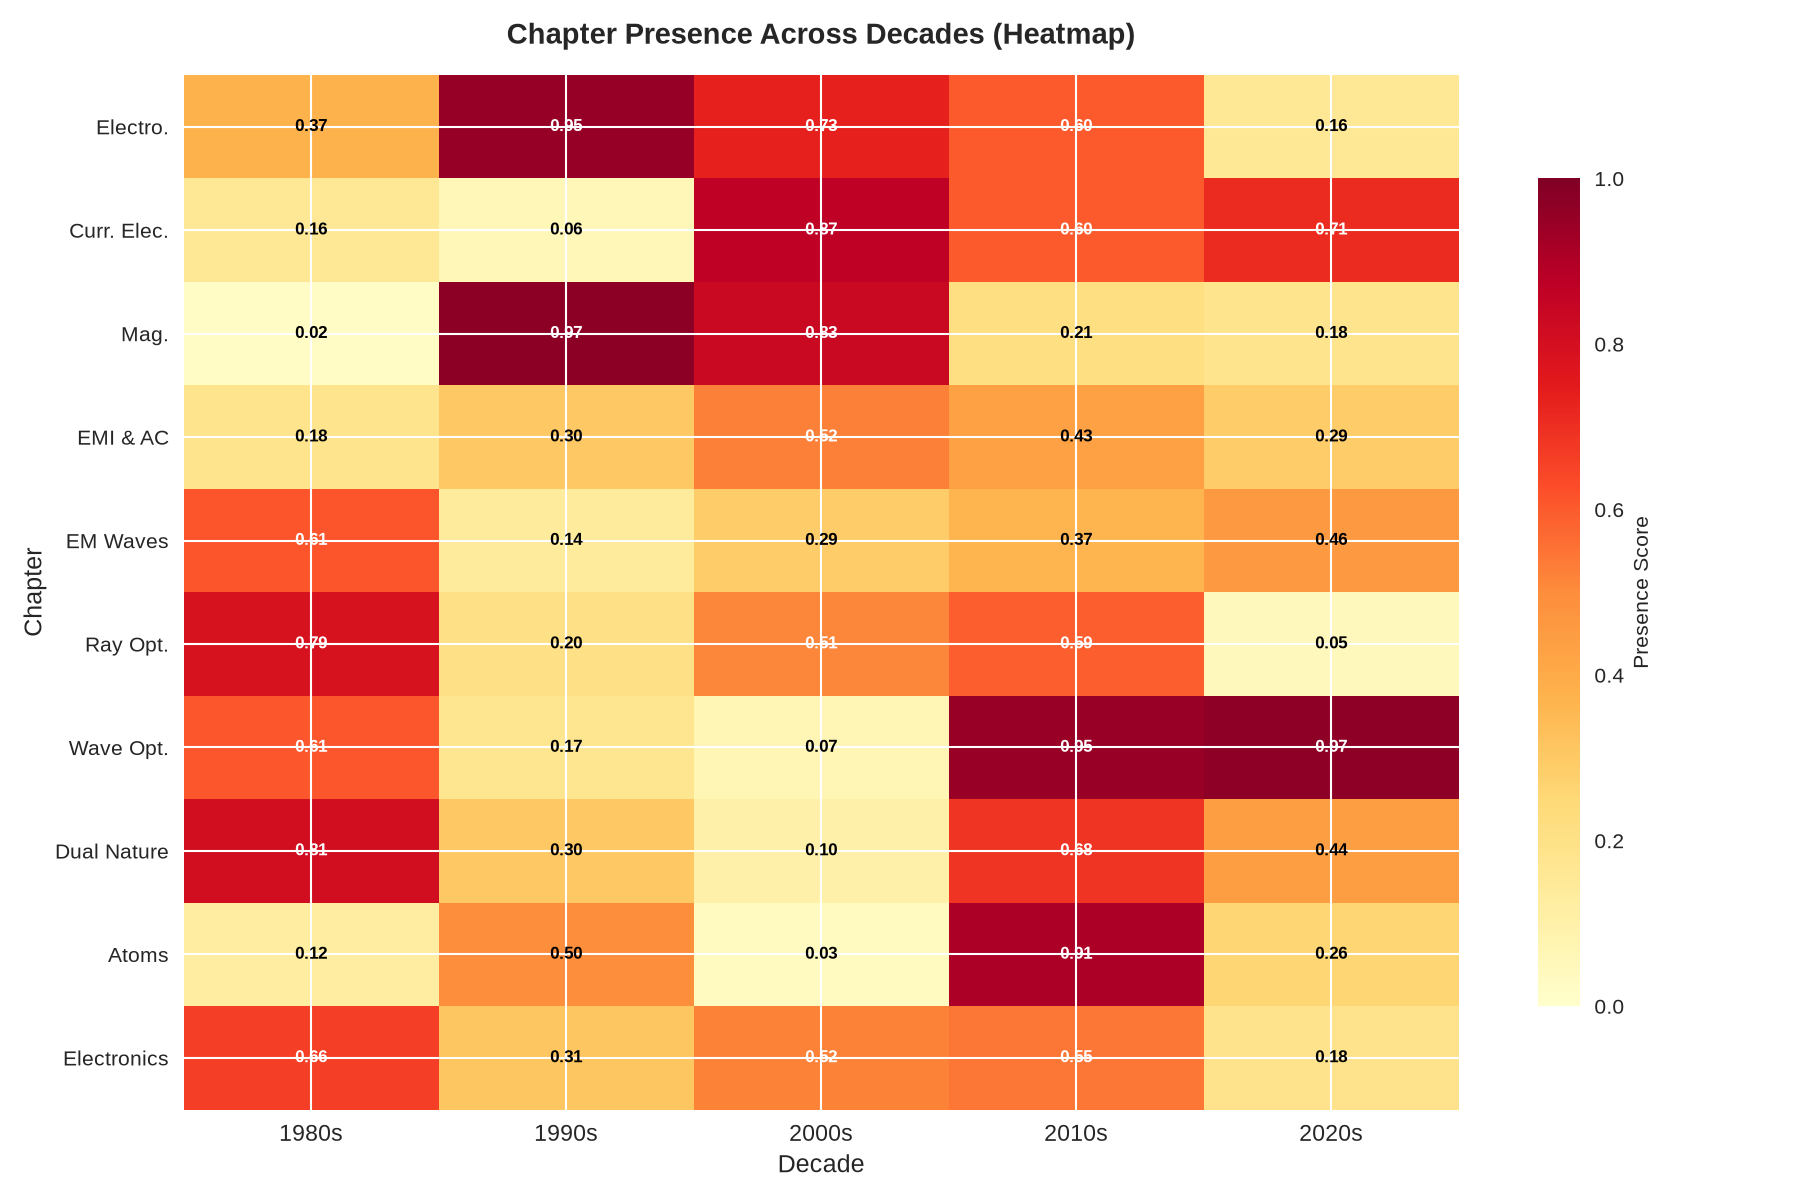 Chapter Presence Across Decades (Heatmap)
Electro. 0.37 0.95 0.73 0.60 0.16
Curr. Elec. 0.16 0.06 0.87 0.60 0.71
Mag. 0.02 0.97 0.83 0.21 0.18
EMI & AC 0.18 0.30 0.52 0.43 0.29
EM Waves 0.61 0.14 0.29 0.37 0.46
Ray Opt. 0.79 0.20 0.51 0.59 0.05
Wave Opt. 0.61 0.17 0.07 0.95 0.97
Dual Nature 0.81 0.30 0.10 0.68 0.44
Atoms 0.12 0.50 0.03 0.91 0.26
Electronics 0.66 0.31 0.52 0.55 0.18
1980s 1990s 2000s 2010s 2020s
Decade
Chapter
1.0
0.8
0.6
0.4
0.2
0.0
Presence Score